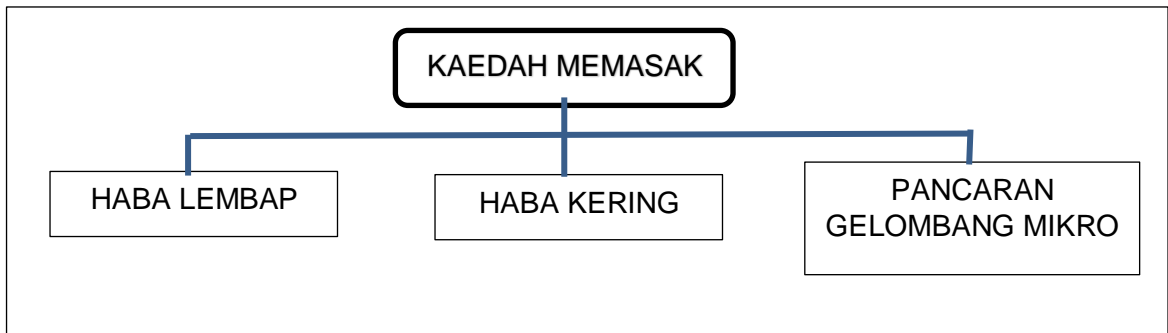 KAEDAH MEMASAK
HABA LEMBAP
HABA KERING
PANCARAN
GELOMBANG MIKRO